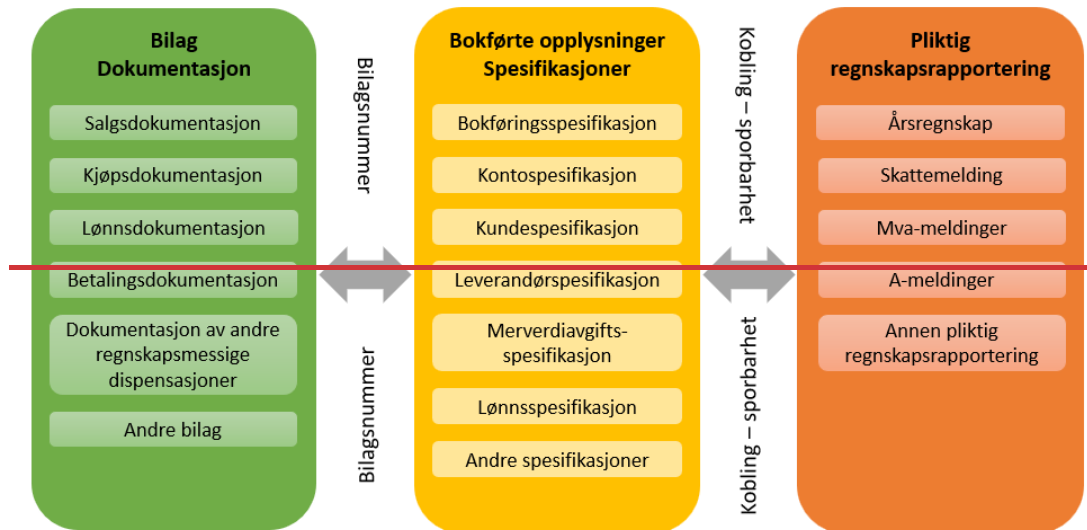 Bilag
Dokumentasjon
Salgsdokumentasjon
Kjøpsdokumentasjon
Lønnsdokumentasjon
Betalingsdokumentasjon
Dokumentasjon av andre
regnskapsmessige
dispensasjoner
Andre bilag
Bilagsnummer
Bilagsnummer
Bokførte opplysninger
Spesifikasjoner
Bokføringsspesifikasjon
Kontospesifikasjon
Kundespesifikasjon
Leverandørspesifikasjon
Merverdiavgifts-
spesifikasjon
Lønnsspesifikasjon
Andre spesifikasjoner
Kobling – sporbarhet
Kobling – sporbarhet
Pliktig
regnskapsrapportering
Årsregnskap
Skattemelding
Mva-meldinger
A-meldinger
Annen pliktig
regnskapsrapportering